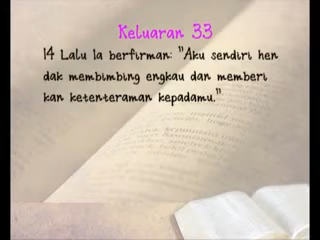 Keluaran 33
14 Lalu Ia berfirman: "Aku sendiri hen
dak membimbing engkau dan memberi
kan ketenteraman kepadamu."